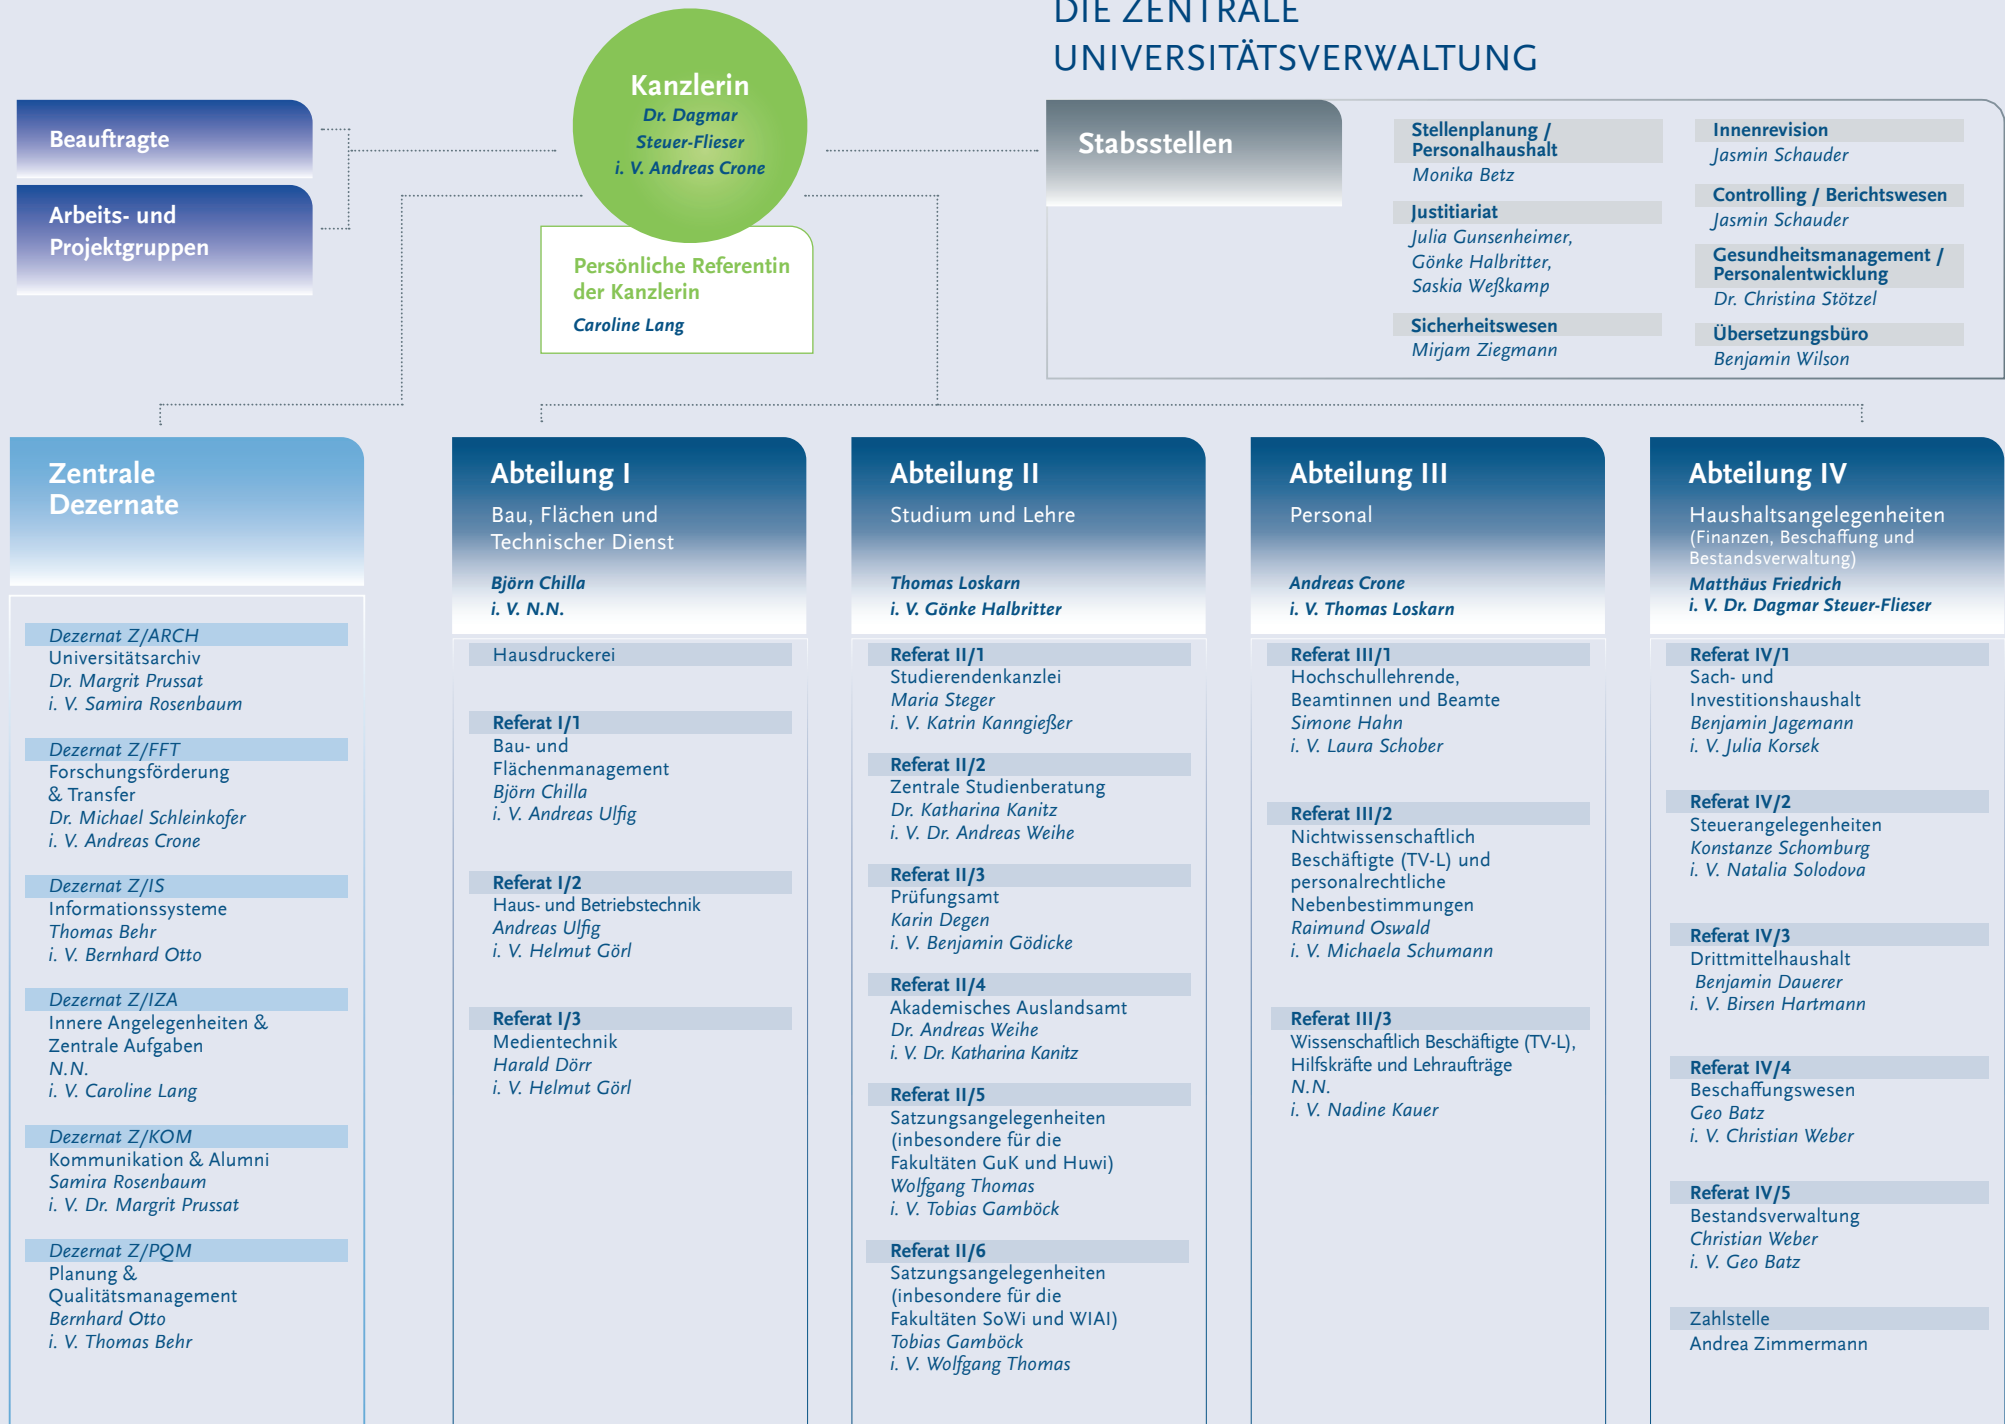 DIE ZENTRALE
UNIVERSITÄTSVERWALTUNG
Kanzlerin
Dr. Dagmar
Steuer-Flieser
i. V. Andreas Crone
Persönliche Referentin
der Kanzlerin
Caroline Lang
Beauftragte
Arbeits- und
Projektgruppen
Stabsstellen
Stellenplanung /
Personalhaushalt
Monika Betz
Justitiariat
Julia Gunsenheimer,
Gönke Halbritter,
Saskia Weßkamp
Sicherheitswesen
Mirjam Ziegmann
Innenrevision
Jasmin Schauder
Controlling / Berichtswesen
Jasmin Schauder
Gesundheitsmanagement /
Personalentwicklung
Dr. Christina Stötzel
Übersetzungsbüro
Benjamin Wilson
Zentrale
Dezernate
Dezernat Z/ARCH
Universitätsarchiv
Dr. Margrit Prussat
i. V. Samira Rosenbaum
Dezernat Z/FFT
Forschungsförderung
& Transfer
Dr. Michael Schleinkofer
i. V. Andreas Crone
Dezernat Z/IS
Informationssysteme
Thomas Behr
i. V. Bernhard Otto
Dezernat Z/IZA
Innere Angelegenheiten &
Zentrale Aufgaben
N.N.
i. V. Caroline Lang
Dezernat Z/KOM
Kommunikation & Alumni
Samira Rosenbaum
i. V. Dr. Margrit Prussat
Dezernat Z/PQM
Planung &
Qualitätsmanagement
Bernhard Otto
i. V. Thomas Behr
Abteilung I
Bau, Flächen und
Technischer Dienst
Björn Chilla
i. V. N.N.
Hausdruckerei
Referat I/1
Bau- und
Flächenmanagement
Björn Chilla
i. V. Andreas Ulfig
Referat I/2
Haus- und Betriebstechnik
Andreas Ulfig
i. V. Helmut Görl
Referat I/3
Medientechnik
Harald Dörr
i. V. Helmut Görl
Abteilung II
Studium und Lehre
Thomas Loskarn
i. V. Gönke Halbritter
Referat II/1
Studierendenkanzlei
Maria Steger
i. V. Katrin Kanngießer
Referat II/2
Zentrale Studienberatung
Dr. Katharina Kanitz
i. V. Dr. Andreas Weihe
Referat II/3
Prüfungsamt
Karin Degen
i. V. Benjamin Gödicke
Referat II/4
Akademisches Auslandsamt
Dr. Andreas Weihe
i. V. Dr. Katharina Kanitz
Referat II/5
Satzungsangelegenheiten
(inbesondere für die
Fakultäten GuK und Huwi)
Wolfgang Thomas
i. V. Tobias Gamböck
Referat II/6
Satzungsangelegenheiten
(inbesondere für die
Fakultäten SoWi und WIAI)
Tobias Gamböck
i. V. Wolfgang Thomas
Abteilung III
Personal
Andreas Crone
i. V. Thomas Loskarn
Referat III/1
Hochschullehrende,
Beamtinnen und Beamte
Simone Hahn
i. V. Laura Schober
Referat III/2
Nichtwissenschaftlich
Beschäftigte (TV-L) und
personalrechtliche
Nebenbestimmungen
Raimund Oswald
i. V. Michaela Schumann
Referat III/3
Wissenschaftlich Beschäftigte (TV-L),
Hilfskräfte und Lehraufträge
N.N.
i. V. Nadine Kauer
Abteilung IV
Haushaltsangelegenheiten
(Finanzen, Beschaffung und
Bestandsverwaltung)
Matthäus Friedrich
i. V. Dr. Dagmar Steuer-Flieser
Referat IV/1
Sach- und
Investitionshaushalt
Benjamin Jagemann
i. V. Julia Korsek
Referat IV/2
Steuerangelegenheiten
Konstanze Schomburg
i. V. Natalia Solodova
Referat IV/3
Drittmittelhaushalt
Benjamin Dauerer
i. V. Birsen Hartmann
Referat IV/4
Beschaffungswesen
Geo Batz
i. V. Christian Weber
Referat IV/5
Bestandsverwaltung
Christian Weber
i. V. Geo Batz
Zahlstelle
Andrea Zimmermann